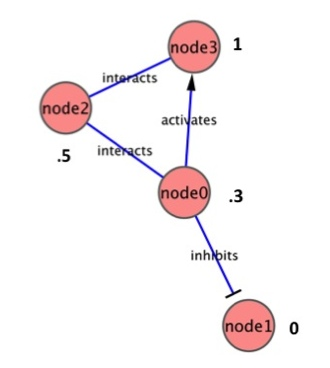 node3
1
interacts
node2
activates
interacts
.5
node0
.3
inhibits
node1
0